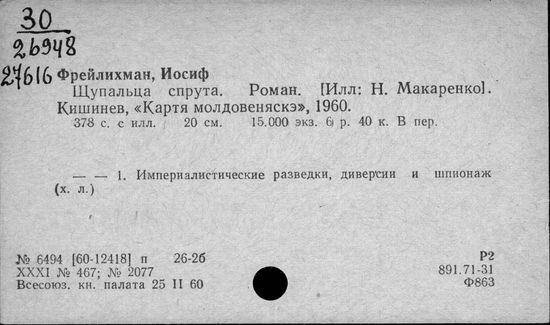 30
26948
27616
Фрейлихман, Иосиф
Щупальца спрута. Роман. [Илл: Н. Макаренко].
Кишинев, «Картя молдовеняскэ», 1960.
378 с. с илл. 20 см. 15.000 экз. 6 р. 40 к. В пер.
— — 1. Империалистические разведки, диверсии и шпионаж
(х. л.)
№ 6494 [60-12418] п 26-2б
XXXI № 467; № 2077
Всесоюз. кн. палата 25 II 60
Р2
891.71-31
Ф863